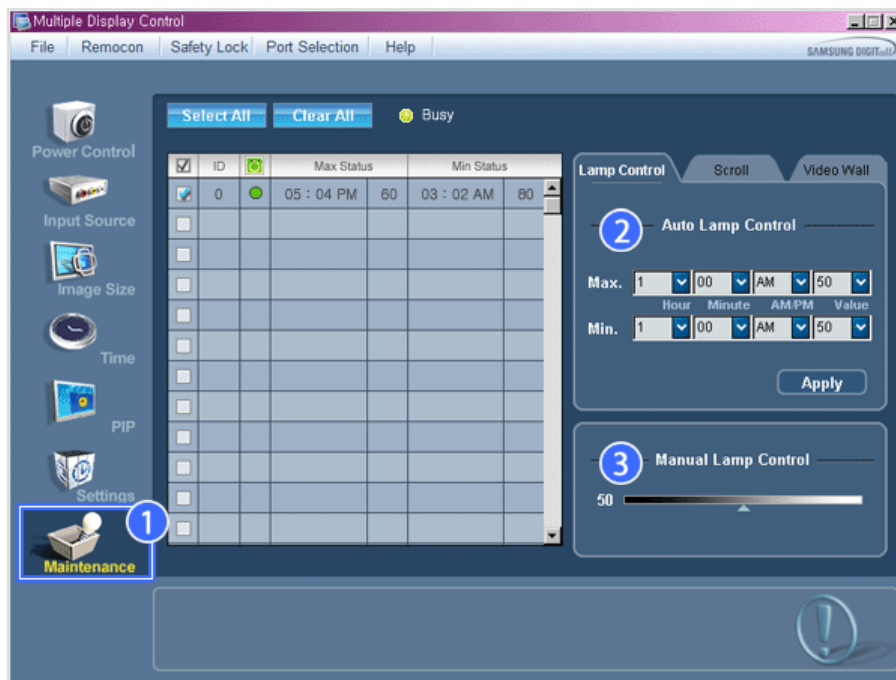 Multiple Display Control
File Remocon Safety Lock Port Selection Help
SAMSUNG DIGITall
Select All Clear All Busy
Power Control
Input Source
Image Size
Time
PIP
Settings
1
Maintenance
ID Max Status Min Status
0 05 : 04 PM 60 03 : 02 AM 80
Lamp Control Scroll Video Wall
2 Auto Lamp Control
Max. 1 00 AM 50
Hour Minute AM/PM Value
Min. 1 00 AM 50
Apply
3 Manual Lamp Control
50